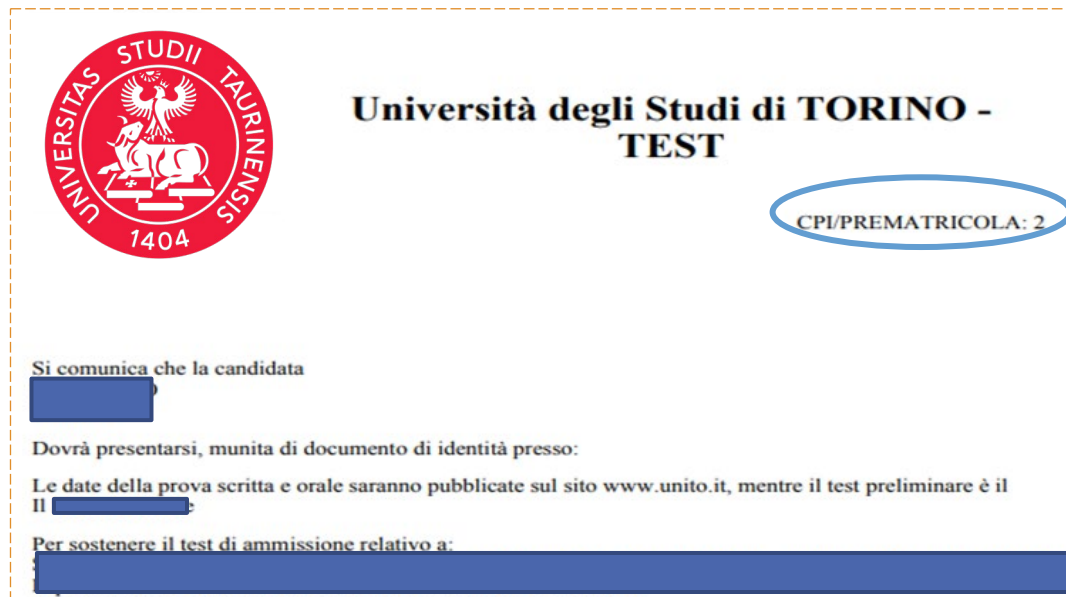 UNIVERSITAS STUDII TAURINENSIS
1404
Università degli Studi di TORINO -
TEST
CPI/PREMATRICOLA: 2
Si comunica che la candidata
Dovrà presentarsi, munita di documento di identità presso:
Le date della prova scritta e orale saranno pubblicate sul sito www.unito.it, mentre il test preliminare è il
Il
Per sostenere il test di ammissione relativo a: